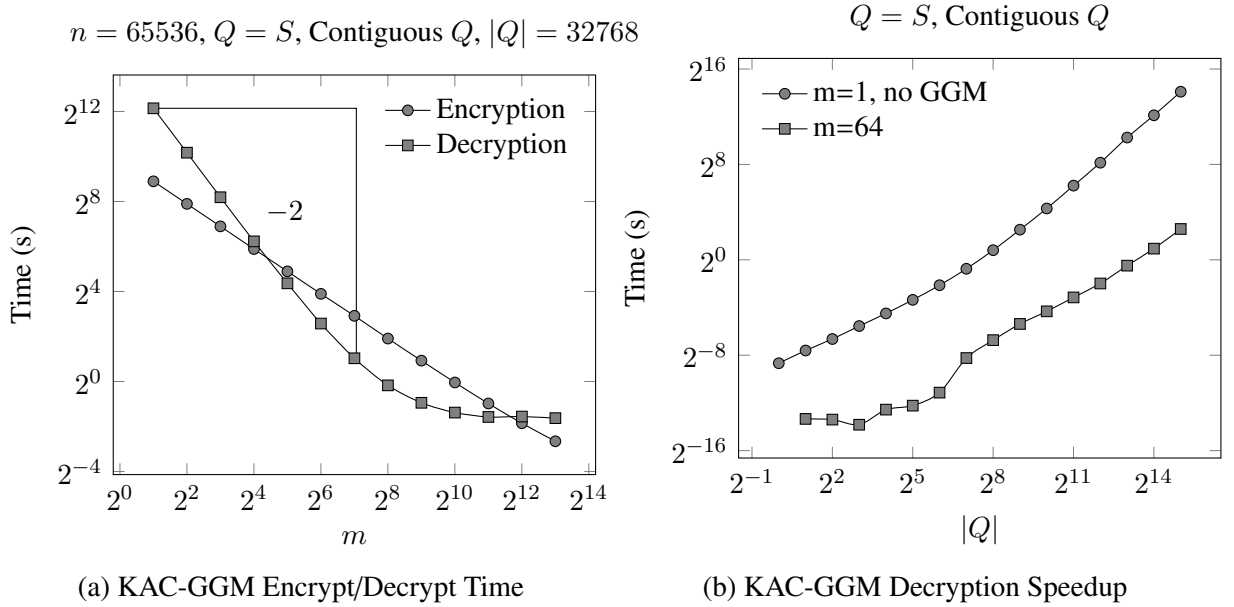 n = 65536, Q = S, Contiguous Q, |Q| = 32768
2^12
2^8
2^4
2^0
2^−4
Time (s)
Encryption
Decryption
−2
2^0 2^2 2^4 2^6 2^8 2^10 2^12 2^14
m
(a) KAC-GGM Encrypt/Decrypt Time
Q = S, Contiguous Q
2^16
2^8
2^0
2^−8
2^−16
Time (s)
m=1, no GGM
m=64
2^−1 2^2 2^5 2^8 2^11 2^14
|Q|
(b) KAC-GGM Decryption Speedup